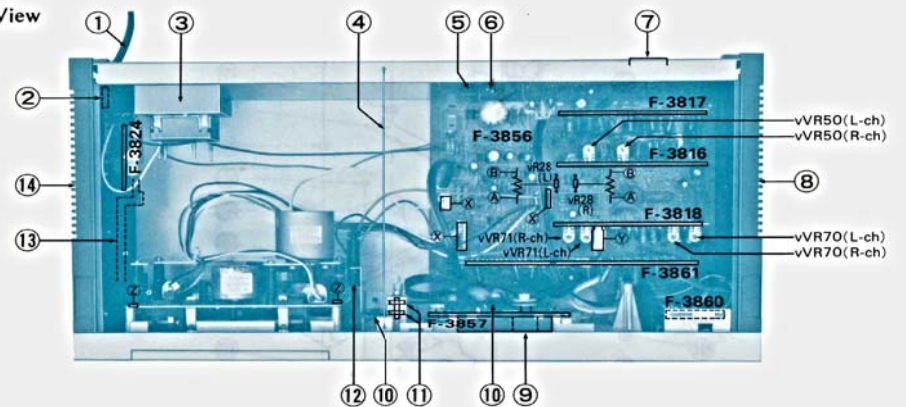 View
① ③ ④ ⑤ ⑥ ⑦
②
F-3824
F-3856
F-3817
vVR50(L-ch)
vVR50(R-ch)
F-3816
⑭
⑧
B vR28 (L) B
A X vR28 (R) A
X
F-3818
⑬
X
vVR71(R-ch)
vVR71(L-ch)
Y
vVR70(L-ch)
vVR70(R-ch)
F-3861
Z Z
F-3860
F-3857
⑫ ⑩ ⑪ ⑩ ⑨